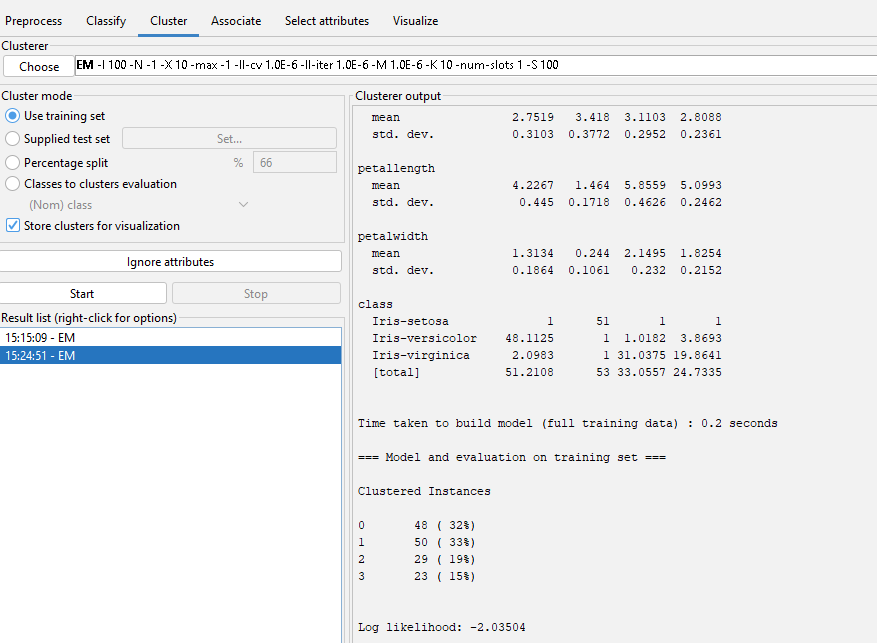 Preprocess Classify Cluster Associate Select attributes Visualize
Clusterer
Choose EM -I 100 -N -1 -X 10 -max -1 -ll-cv 1.0E-6 -ll-iter 1.0E-6 -M 1.0E-6 -K 10 -num-slots 1 -S 100
Cluster mode
Use training set
Supplied test set Set...
Percentage split % 66
Classes to clusters evaluation
(Nom) class
Store clusters for visualization
Ignore attributes
Start Stop
Result list (right-click for options)
15:15:09 - EM
15:24:51 - EM
Clusterer output
mean 2.7519 3.418 3.1103 2.8088
std. dev. 0.3103 0.3772 0.2952 0.2361
petallength
mean 4.2267 1.464 5.8559 5.0993
std. dev. 0.445 0.1718 0.4626 0.2462
petalwidth
mean 1.3134 0.244 2.1495 1.8254
std. dev. 0.1864 0.1061 0.232 0.2152
class
Iris-setosa 1 51 1 1
Iris-versicolor 48.1125 1 1.0182 3.8693
Iris-virginica 2.0983 1 31.0375 19.8641
[total] 51.2108 53 33.0557 24.7335
Time taken to build model (full training data) : 0.2 seconds
=== Model and evaluation on training set ===
Clustered Instances
0 48 ( 32%)
1 50 ( 33%)
2 29 ( 19%)
3 23 ( 15%)
Log likelihood: -2.03504